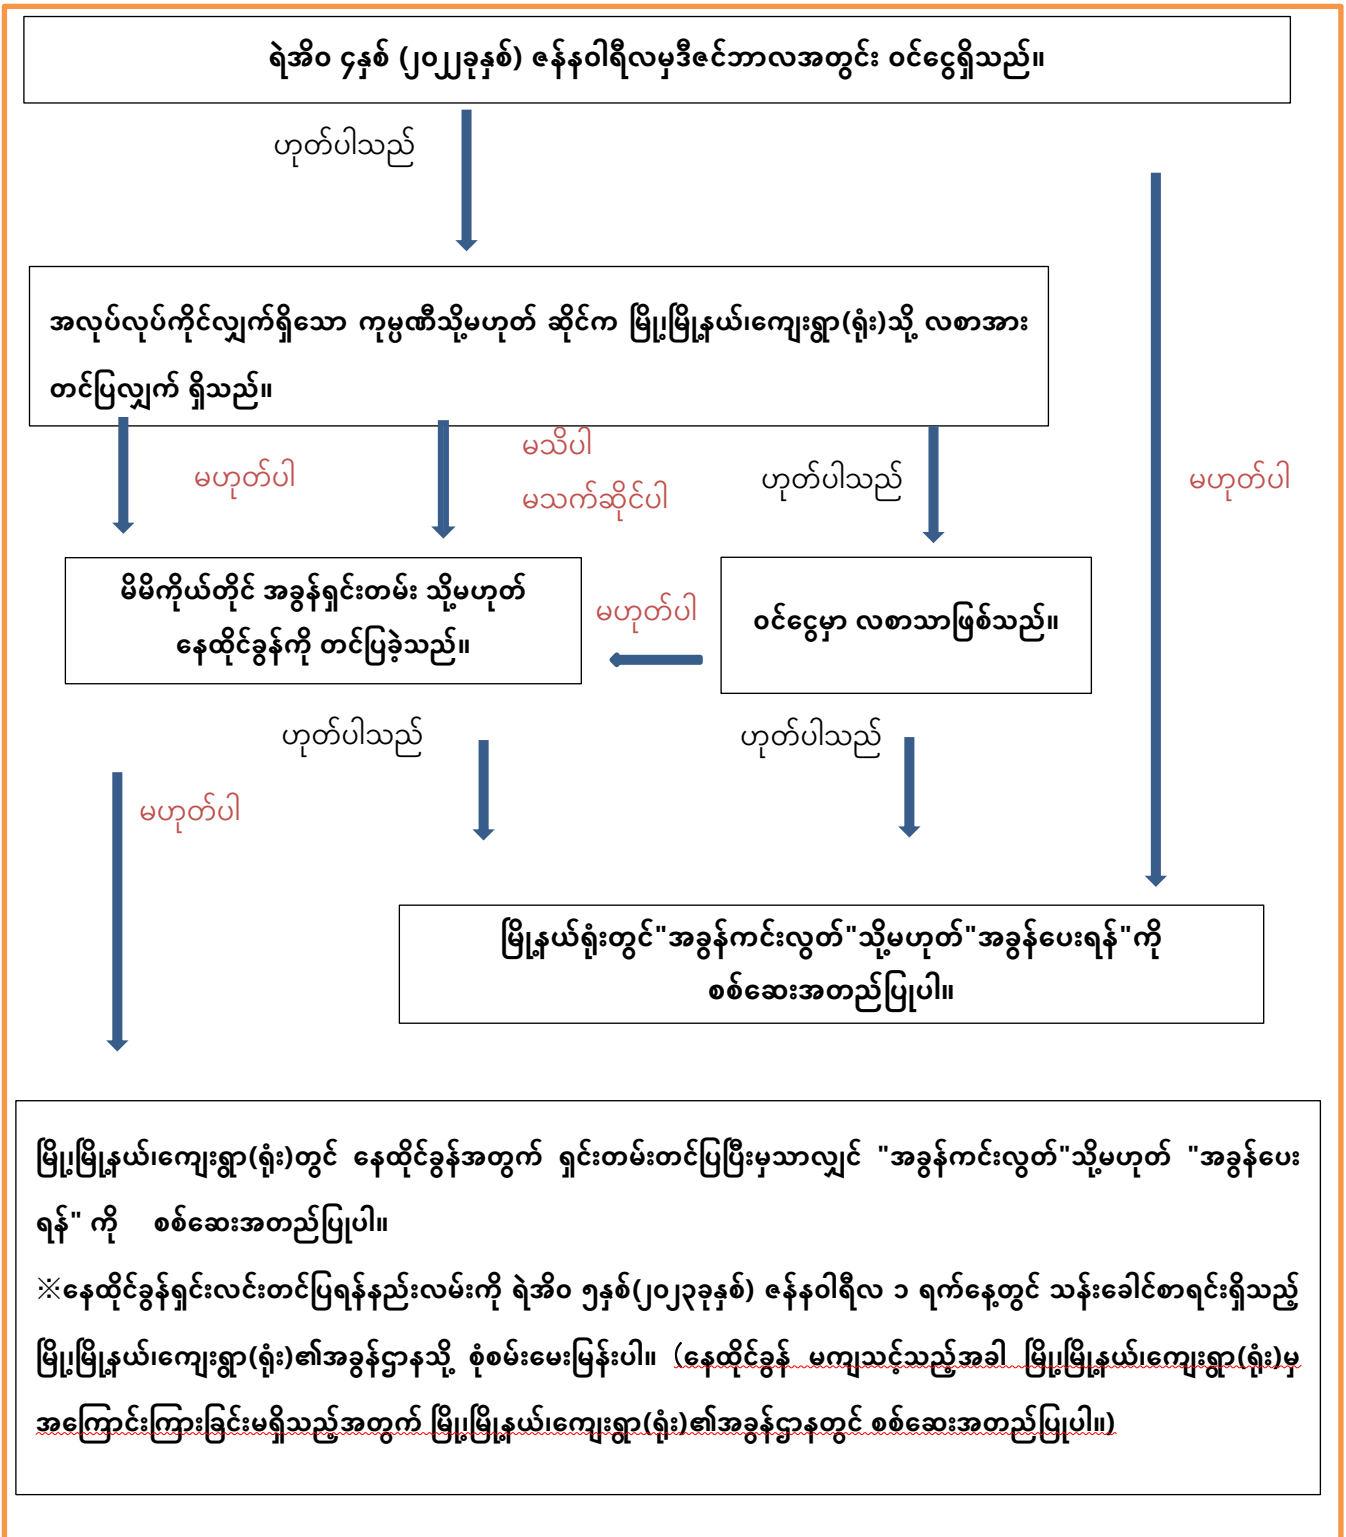 ရဲအိဝ ၄နှစ် (၂၀၂၂ခုနှစ်) ဇန်နဝါရီလမှဒီဇင်ဘာလအတွင်း ဝင်ငွေရှိသည်။
ဟုတ်ပါသည်
အလုပ်လုပ်ကိုင်လျှက်ရှိသော ကုမ္ပဏီသို့မဟုတ် ဆိုင်က မြို့၊မြို့နယ်၊ကျေးရွာ(ရုံး)သို့ လစာအား
တင်ပြလျှက် ရှိသည်။
မသိပါ
မဟုတ်ပါ
ဟုတ်ပါသည်
မဟုတ်ပါ
မသက်ဆိုင်ပါ
မိမိကိုယ်တိုင် အခွန်ရှင်းတမ်း သို့မဟုတ်
နေထိုင်ခွန်ကို တင်ပြခဲ့သည်။
မဟုတ်ပါ
ဝင်ငွေမှာ လစာသာဖြစ်သည်။
ဟုတ်ပါသည်
ဟုတ်ပါသည်
မဟုတ်ပါ
မြို့နယ်ရုံးတွင်"အခွန်ကင်းလွတ်"သို့မဟုတ်"အခွန်ပေးရန်"ကို
စစ်ဆေးအတည်ပြုပါ။
မြို့၊မြို့နယ်၊ကျေးရွာ(ရုံး)တွင် နေထိုင်ခွန်အတွက် ရှင်းတမ်းတင်ပြပြီးမှသာလျှင် "အခွန်ကင်းလွတ်"သို့မဟုတ် "အခွန်ပေး
ရန်" ကို စစ်ဆေးအတည်ပြုပါ။
※နေထိုင်ခွန်ရှင်းလင်းတင်ပြရန်နည်းလမ်းကို ရဲအိဝ ၅နှစ်(၂၀၂၃ခုနှစ်) ဇန်နဝါရီလ ၁ ရက်နေ့တွင် သန်းခေါင်စာရင်းရှိသည့်
မြို့၊မြို့နယ်၊ကျေးရွာ(ရုံး)၏အခွန်ဌာနသို့ စုံစမ်းမေးမြန်းပါ။ (နေထိုင်ခွန် မကျသင့်သည့်အခါ မြို့၊မြို့နယ်၊ကျေးရွာ(ရုံး)မှ
အကြောင်းကြားခြင်းမရှိသည့်အတွက် မြို့၊မြို့နယ်၊ကျေးရွာ(ရုံး)၏အခွန်ဌာနတွင် စစ်ဆေးအတည်ပြုပါ။)